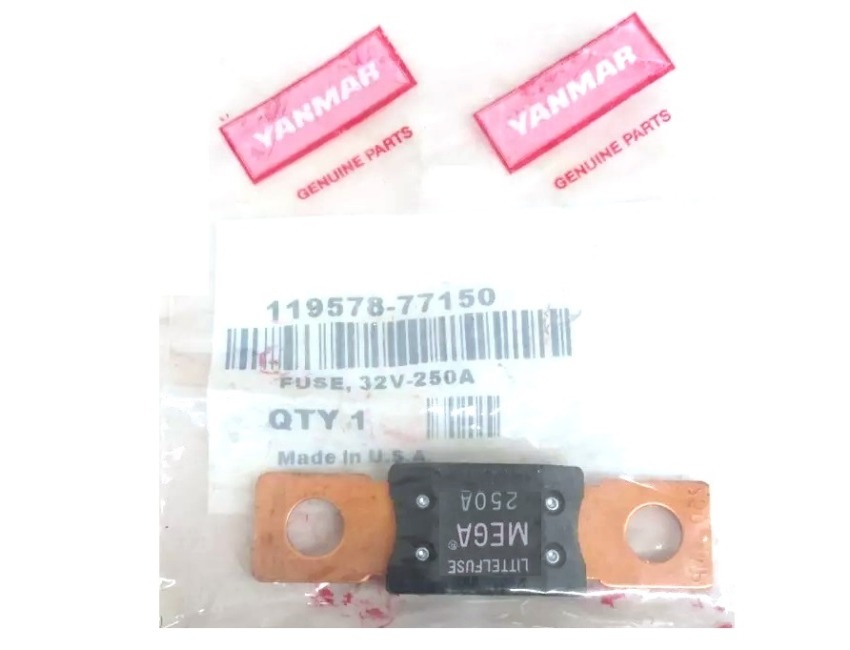 YANMAR
GENUINE PARTS
YANMAR
GENUINE PARTS
119578-77150
FUSE, 32V-250A
QTY 1
Made In U.S.A.
LITTELFUSE
MEGA®
250A